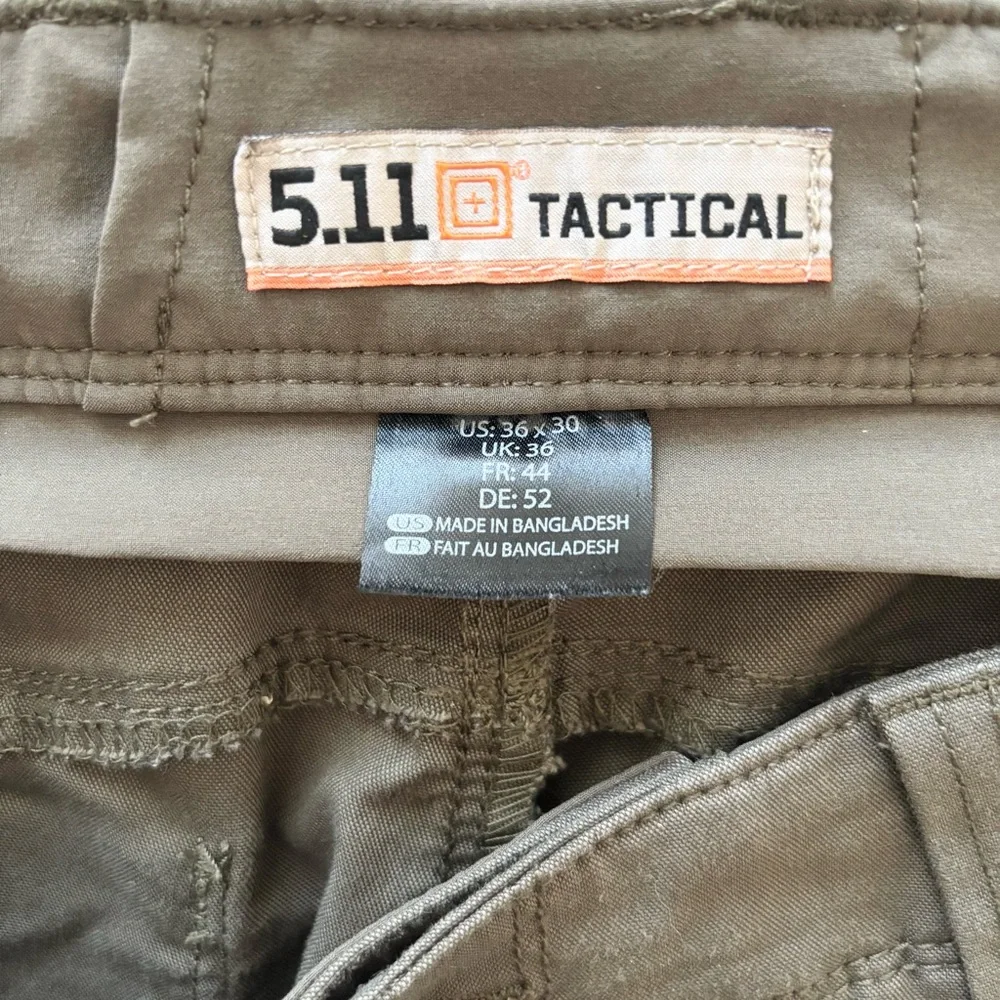 5.11 ® TACTICAL
US: 36 x 30
UK: 36
FR: 44
DE: 52
US MADE IN BANGLADESH
FR FAIT AU BANGLADESH